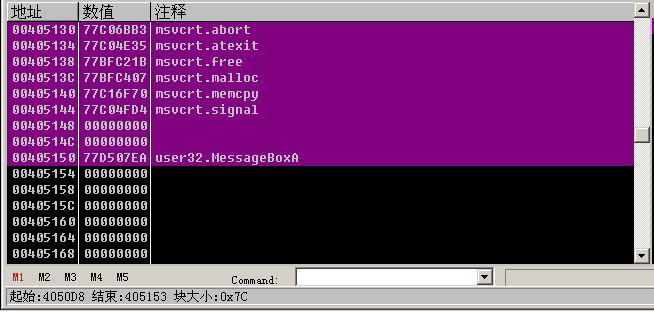 地址 数值 注释
00405130 77C06BB3 msvcrt.abort
00405134 77C04E35 msvcrt.atexit
00405138 77BFC21B msvcrt.free
0040513C 77BFC407 msvcrt.malloc
00405140 77C16F70 msvcrt.memcpy
00405144 77C04FD4 msvcrt.signal
00405148 00000000
0040514C 00000000
00405150 77D507EA user32.MessageBoxA
00405154 00000000
00405158 00000000
0040515C 00000000
00405160 00000000
00405164 00000000
00405168 00000000
M1 M2 M3 M4 M5 Command:
起始:4050D8 结束:405153 块大小:0x7C